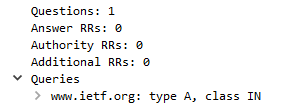 Questions: 1
Answer RRs: 0
Authority RRs: 0
Additional RRs: 0
Queries
www.ietf.org: type A, class IN